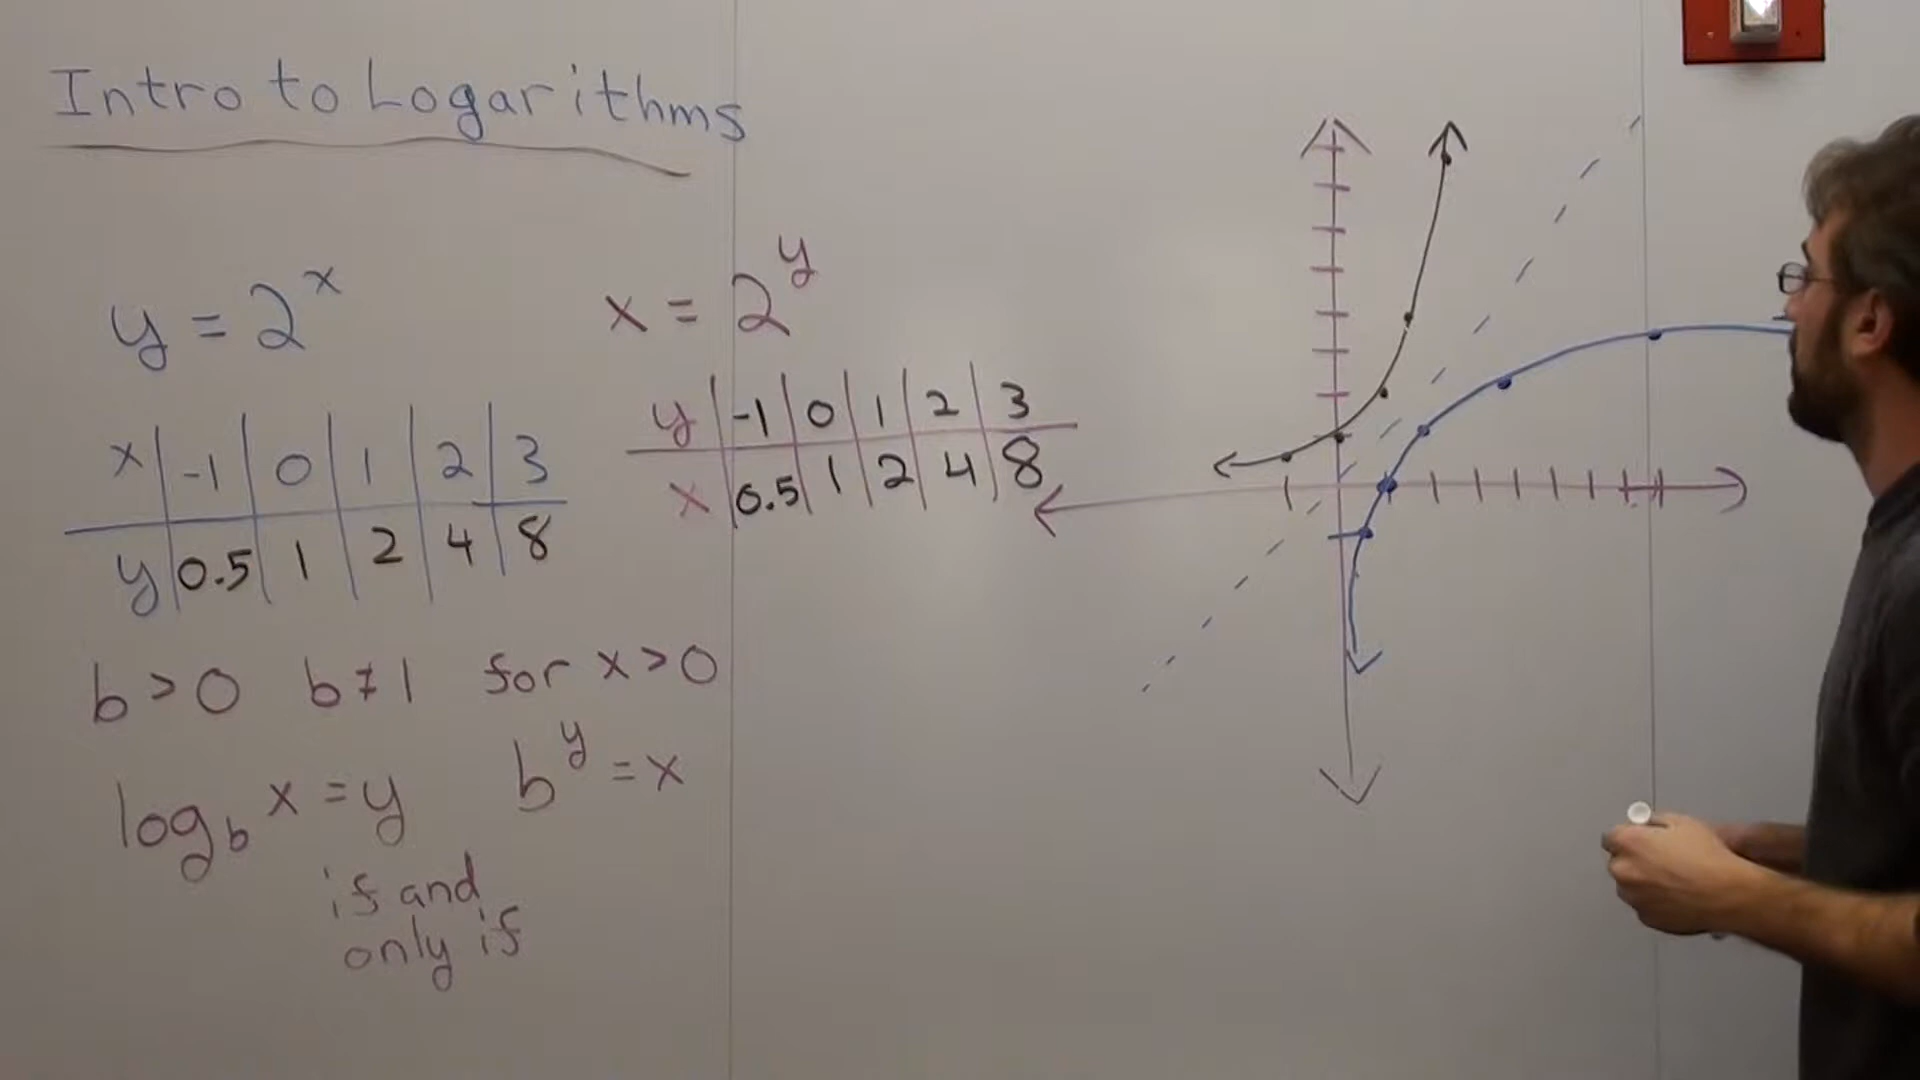 Intro to Logarithms
y = 2^x
x | -1 | 0 | 1 | 2 | 3
y | 0.5 | 1 | 2 | 4 | 8
x = 2^y
y | -1 | 0 | 1 | 2 | 3
x | 0.5 | 1 | 2 | 4 | 8
b > 0 b ≠ 1 for x > 0
log_b x = y b^y = x
if and
only if